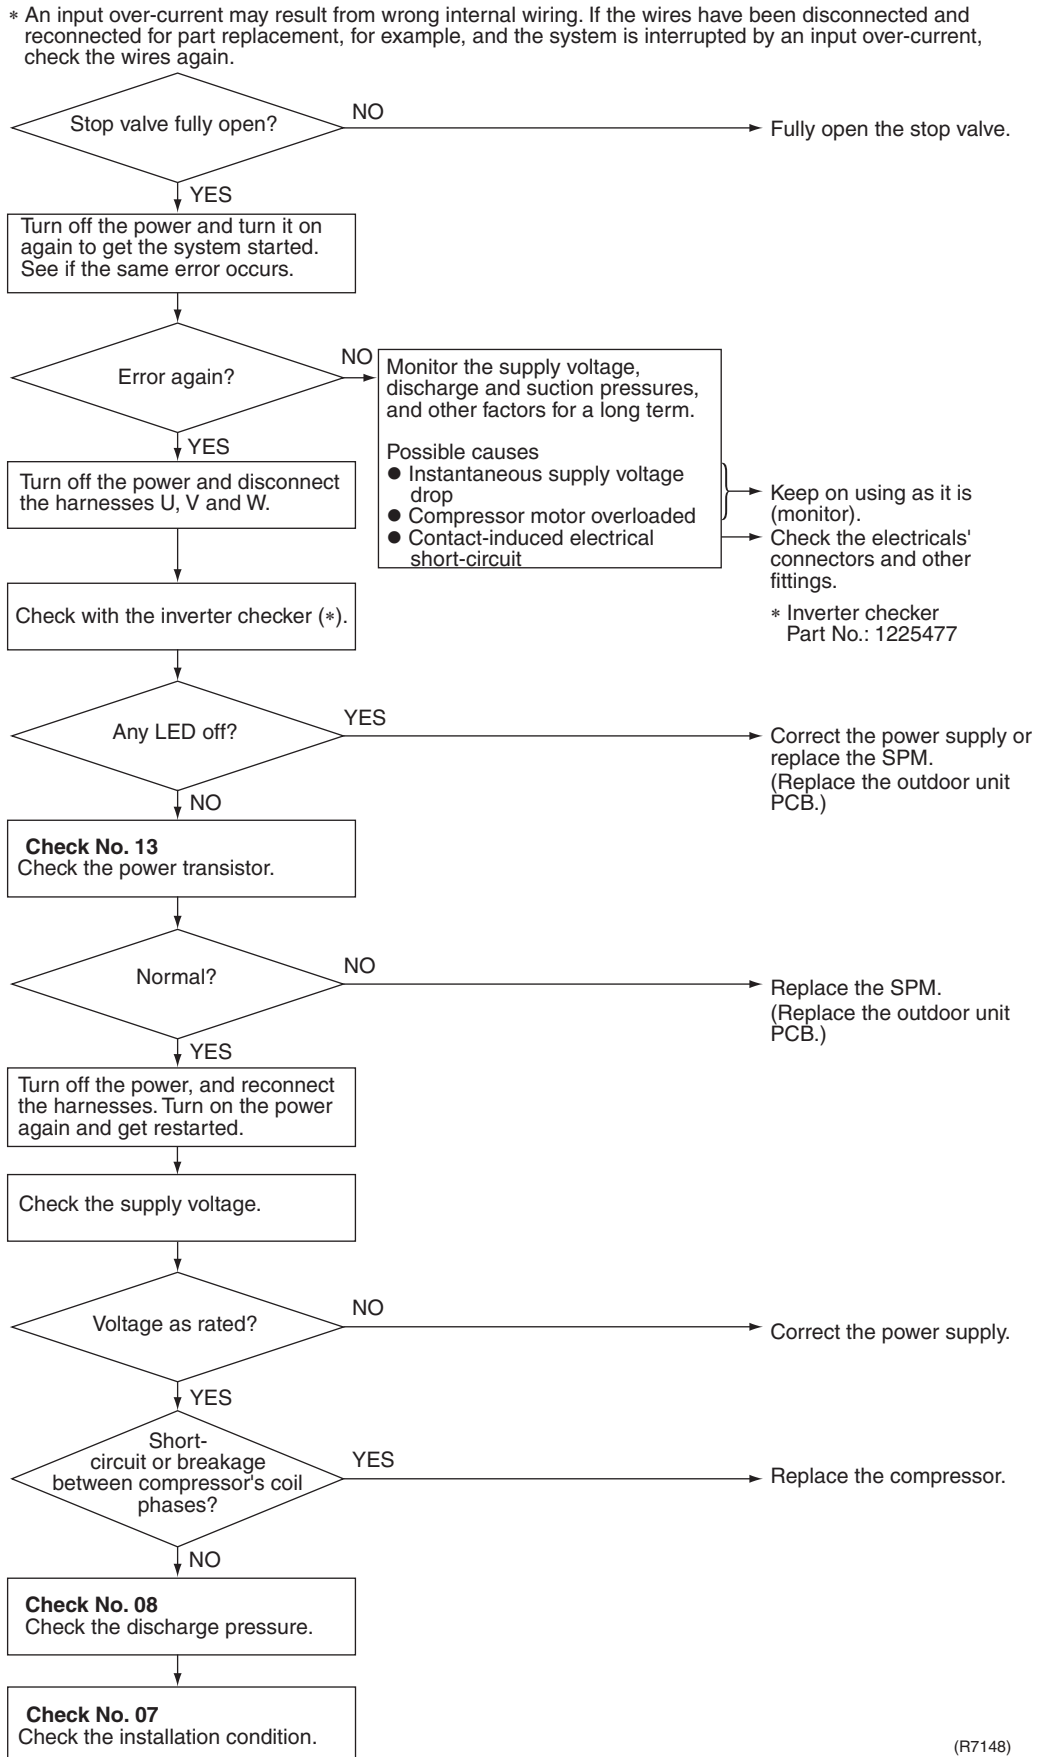 * An input over-current may result from wrong internal wiring. If the wires have been disconnected and
reconnected for part replacement, for example, and the system is interrupted by an input over-current,
check the wires again.
Stop valve fully open?
NO
Fully open the stop valve.
YES
Turn off the power and turn it on
again to get the system started.
See if the same error occurs.
Error again?
NO
Monitor the supply voltage,
discharge and suction pressures,
and other factors for a long term.
Possible causes
● Instantaneous supply voltage
drop
● Compressor motor overloaded
● Contact-induced electrical
short-circuit
Keep on using as it is
(monitor).
Check the electricals'
connectors and other
fittings.
* Inverter checker
Part No.: 1225477
YES
Turn off the power and disconnect
the harnesses U, V and W.
Check with the inverter checker (*).
Any LED off?
YES
Correct the power supply or
replace the SPM.
(Replace the outdoor unit
PCB.)
NO
Check No. 13
Check the power transistor.
Normal?
NO
Replace the SPM.
(Replace the outdoor unit
PCB.)
YES
Turn off the power, and reconnect
the harnesses. Turn on the power
again and get restarted.
Check the supply voltage.
Voltage as rated?
NO
Correct the power supply.
YES
Short-
circuit or breakage
between compressor's coil
phases?
YES
Replace the compressor.
NO
Check No. 08
Check the discharge pressure.
Check No. 07
Check the installation condition.
(R7148)